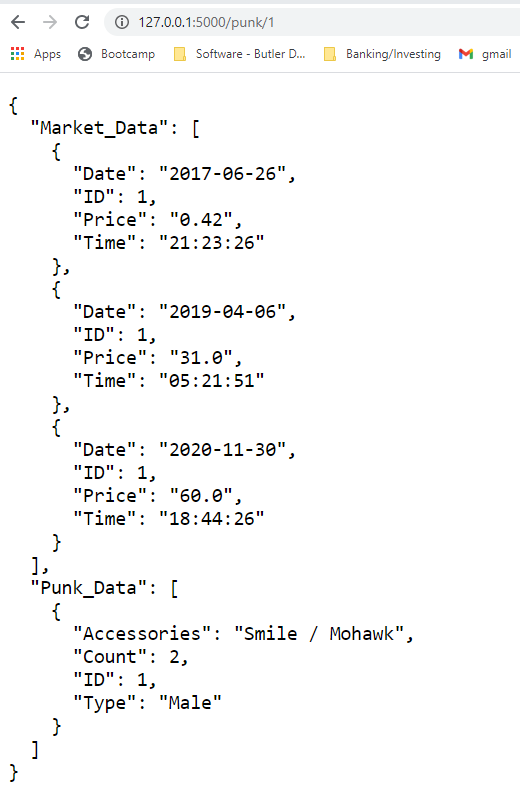 127.0.0.1:5000/punk/1
Apps Bootcamp Software - Butler D... Banking/Investing gmail
{
"Market_Data": [
{
"Date": "2017-06-26",
"ID": 1,
"Price": "0.42",
"Time": "21:23:26"
},
{
"Date": "2019-04-06",
"ID": 1,
"Price": "31.0",
"Time": "05:21:51"
},
{
"Date": "2020-11-30",
"ID": 1,
"Price": "60.0",
"Time": "18:44:26"
}
],
"Punk_Data": [
{
"Accessories": "Smile / Mohawk",
"Count": 2,
"ID": 1,
"Type": "Male"
}
]
}